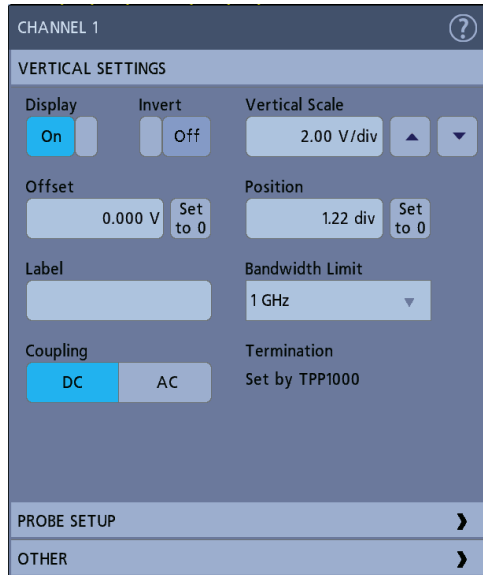 CHANNEL 1
?
VERTICAL SETTINGS
Display Invert Vertical Scale
On Off 2.00 V/div
Offset Position
0.000 V Set to 0 1.22 div Set to 0
Label Bandwidth Limit
1 GHz
Coupling Termination
DC AC Set by TPP1000
PROBE SETUP
OTHER